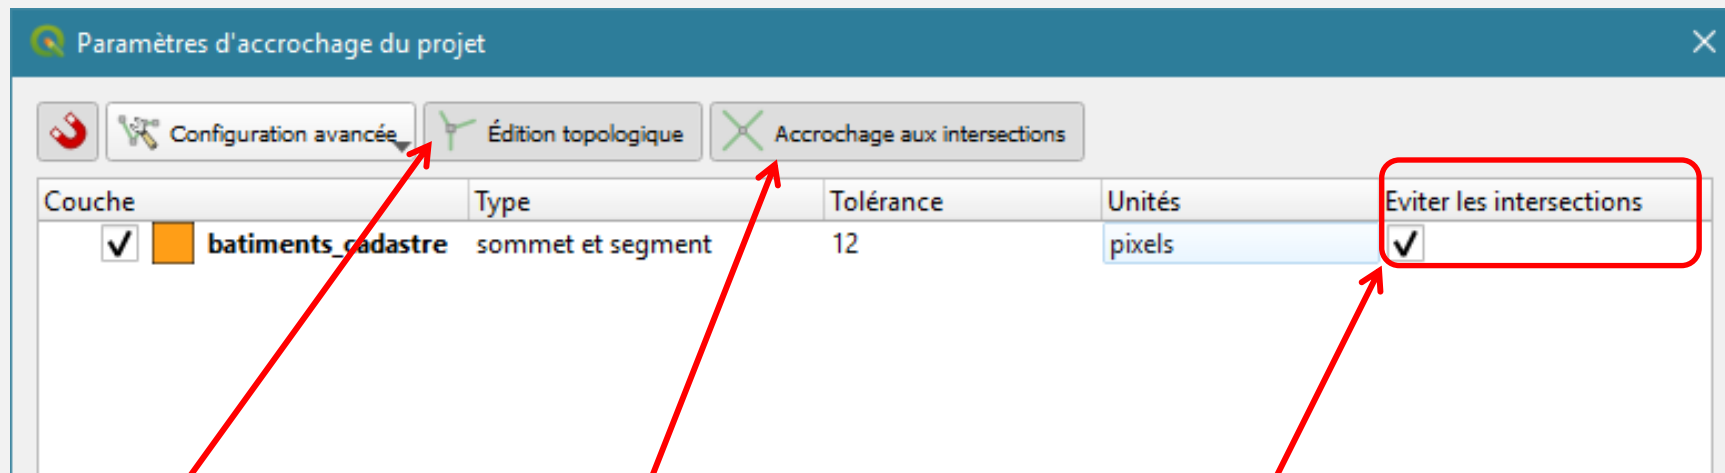 Paramètres d'accrochage du projet
Configuration avancée Édition topologique Accrochage aux intersections
Couche Type Tolérance Unités Eviter les intersections
batiments_cadastre sommet et segment 12 pixels